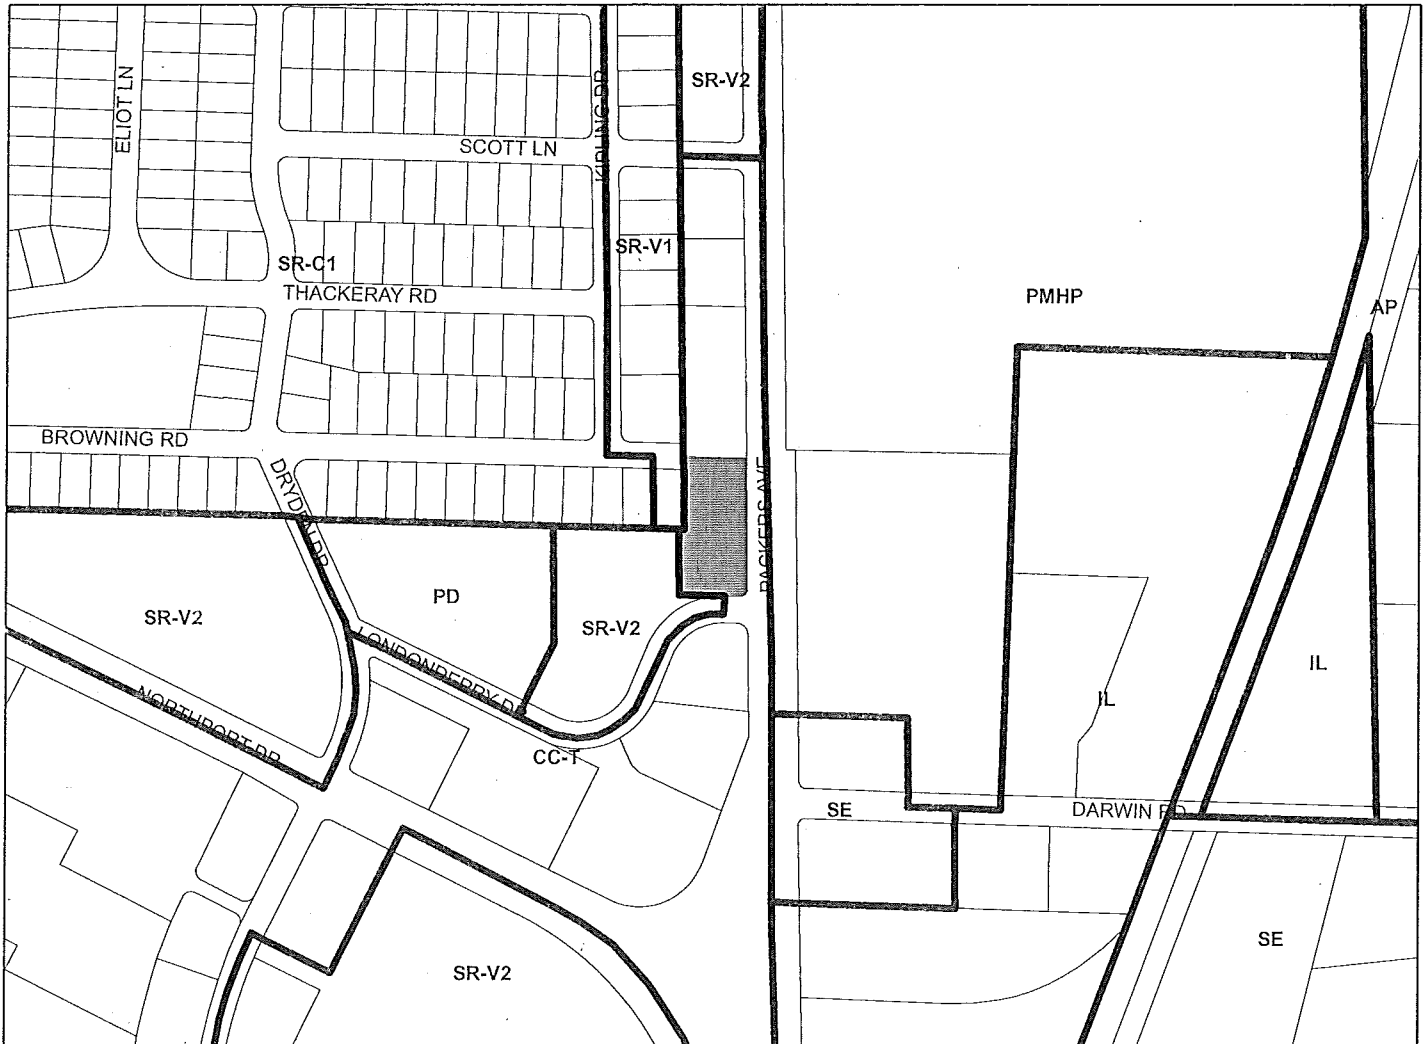 ELIOT LN
SR-V2
KIPLING DR
SCOTT LN
SR-V1
SR-C1
THACKERAY RD
PMHP
AP
BROWNING RD
DRYDEN DR
PACKERS AVE
PD
SR-V2
SR-V2
LONDONDERRY DR
IL
IL
NORTHPORT DR
CC-T
SE
DARWIN RD
SE
SR-V2